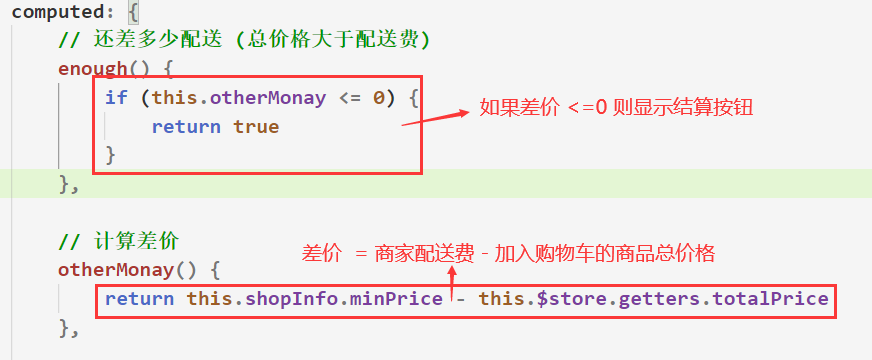 computed: {
// 还差多少配送 (总价格大于配送费)
enough() {
if (this.otherMonay <= 0) {
return true
}
如果差价 <=0 则显示结算按钮
},
// 计算差价
差价 = 商家配送费 - 加入购物车的商品总价格
otherMonay() {
return this.shopInfo.minPrice - this.$store.getters.totalPrice
},